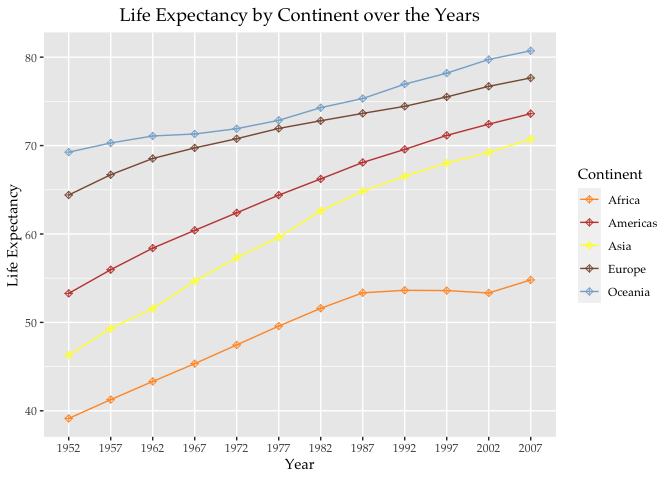 Life Expectancy by Continent over the Years
80
70
60
50
40
Life Expectancy
1952 1957 1962 1967 1972 1977 1982 1987 1992 1997 2002 2007
Year
Continent
Africa
Americas
Asia
Europe
Oceania